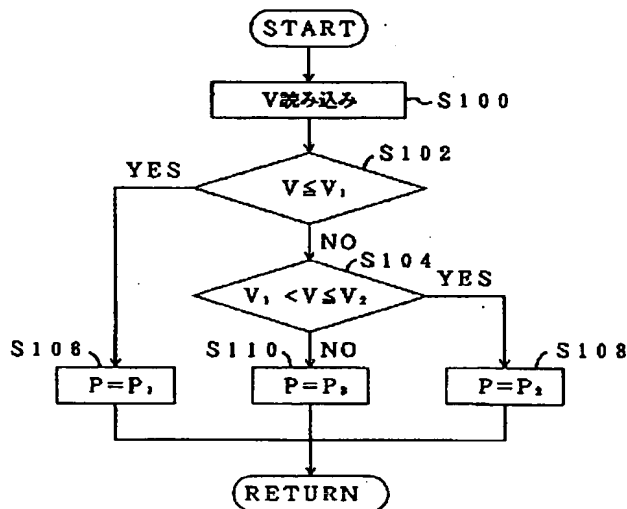 START
V読み込み
S100
S102
YES
V≦V₁
NO
S104
YES
V₁<V≦V₂
S106
S110
NO
S108
P=P₁
P=P₃
P=P₂
RETURN